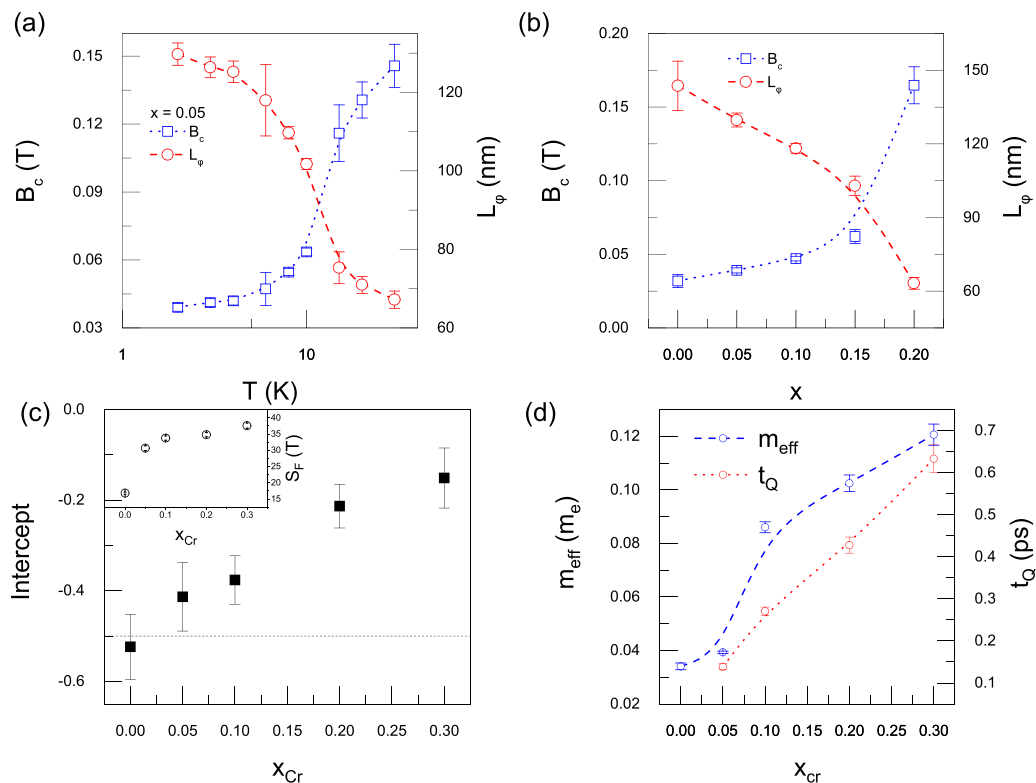 (a)
0.15
0.12
0.09
0.06
0.03
B_c (T)
x = 0.05
B_c
L_φ
120
100
80
60
L_φ (nm)
1
10
T (K)
(b)
0.20
0.15
0.10
0.05
0.00
B_c (T)
B_c
L_φ
150
120
90
60
L_φ (nm)
0.00 0.05 0.10 0.15 0.20
x
(c)
0.0
-0.2
-0.4
-0.6
Intercept
40
35
30
25
20
15
S_F (T)
0.0 0.1 0.2 0.3
x_Cr
0.00 0.05 0.10 0.15 0.20 0.25 0.30
x_Cr
(d)
0.12
0.10
0.08
0.06
0.04
0.02
m_eff (m_e)
m_eff
t_Q
0.7
0.6
0.5
0.4
0.3
0.2
0.1
t_Q (ps)
0.00 0.05 0.10 0.15 0.20 0.25 0.30
x_cr